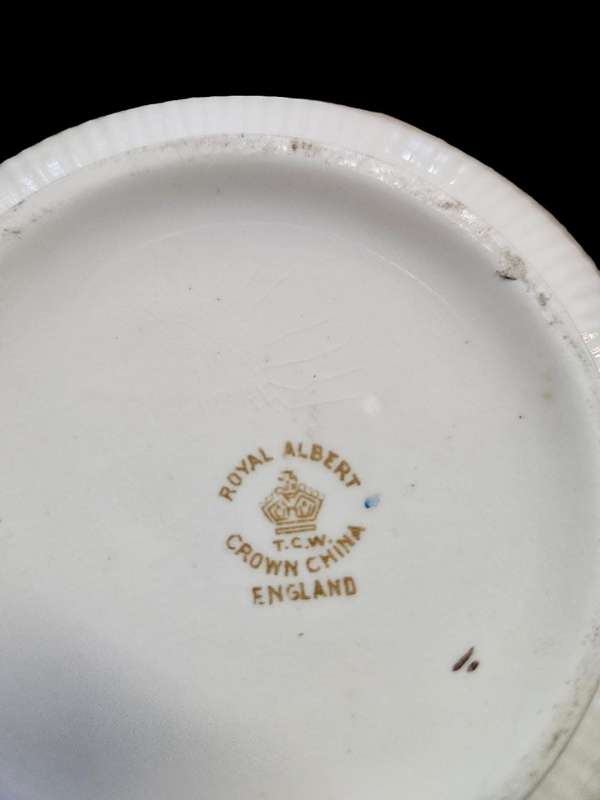 ROYAL ALBERT
T.C.W.
CROWN CHINA
ENGLAND